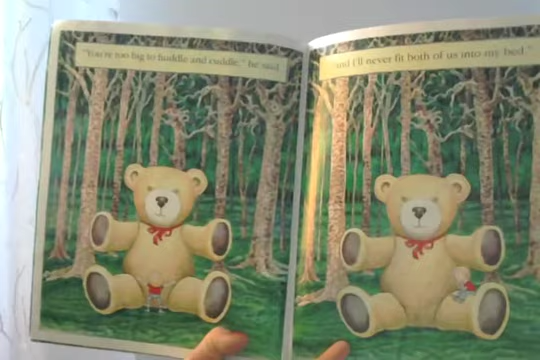 "You're too big to huddle and cuddle," he said,
"and I'll never fit both of us into my bed."